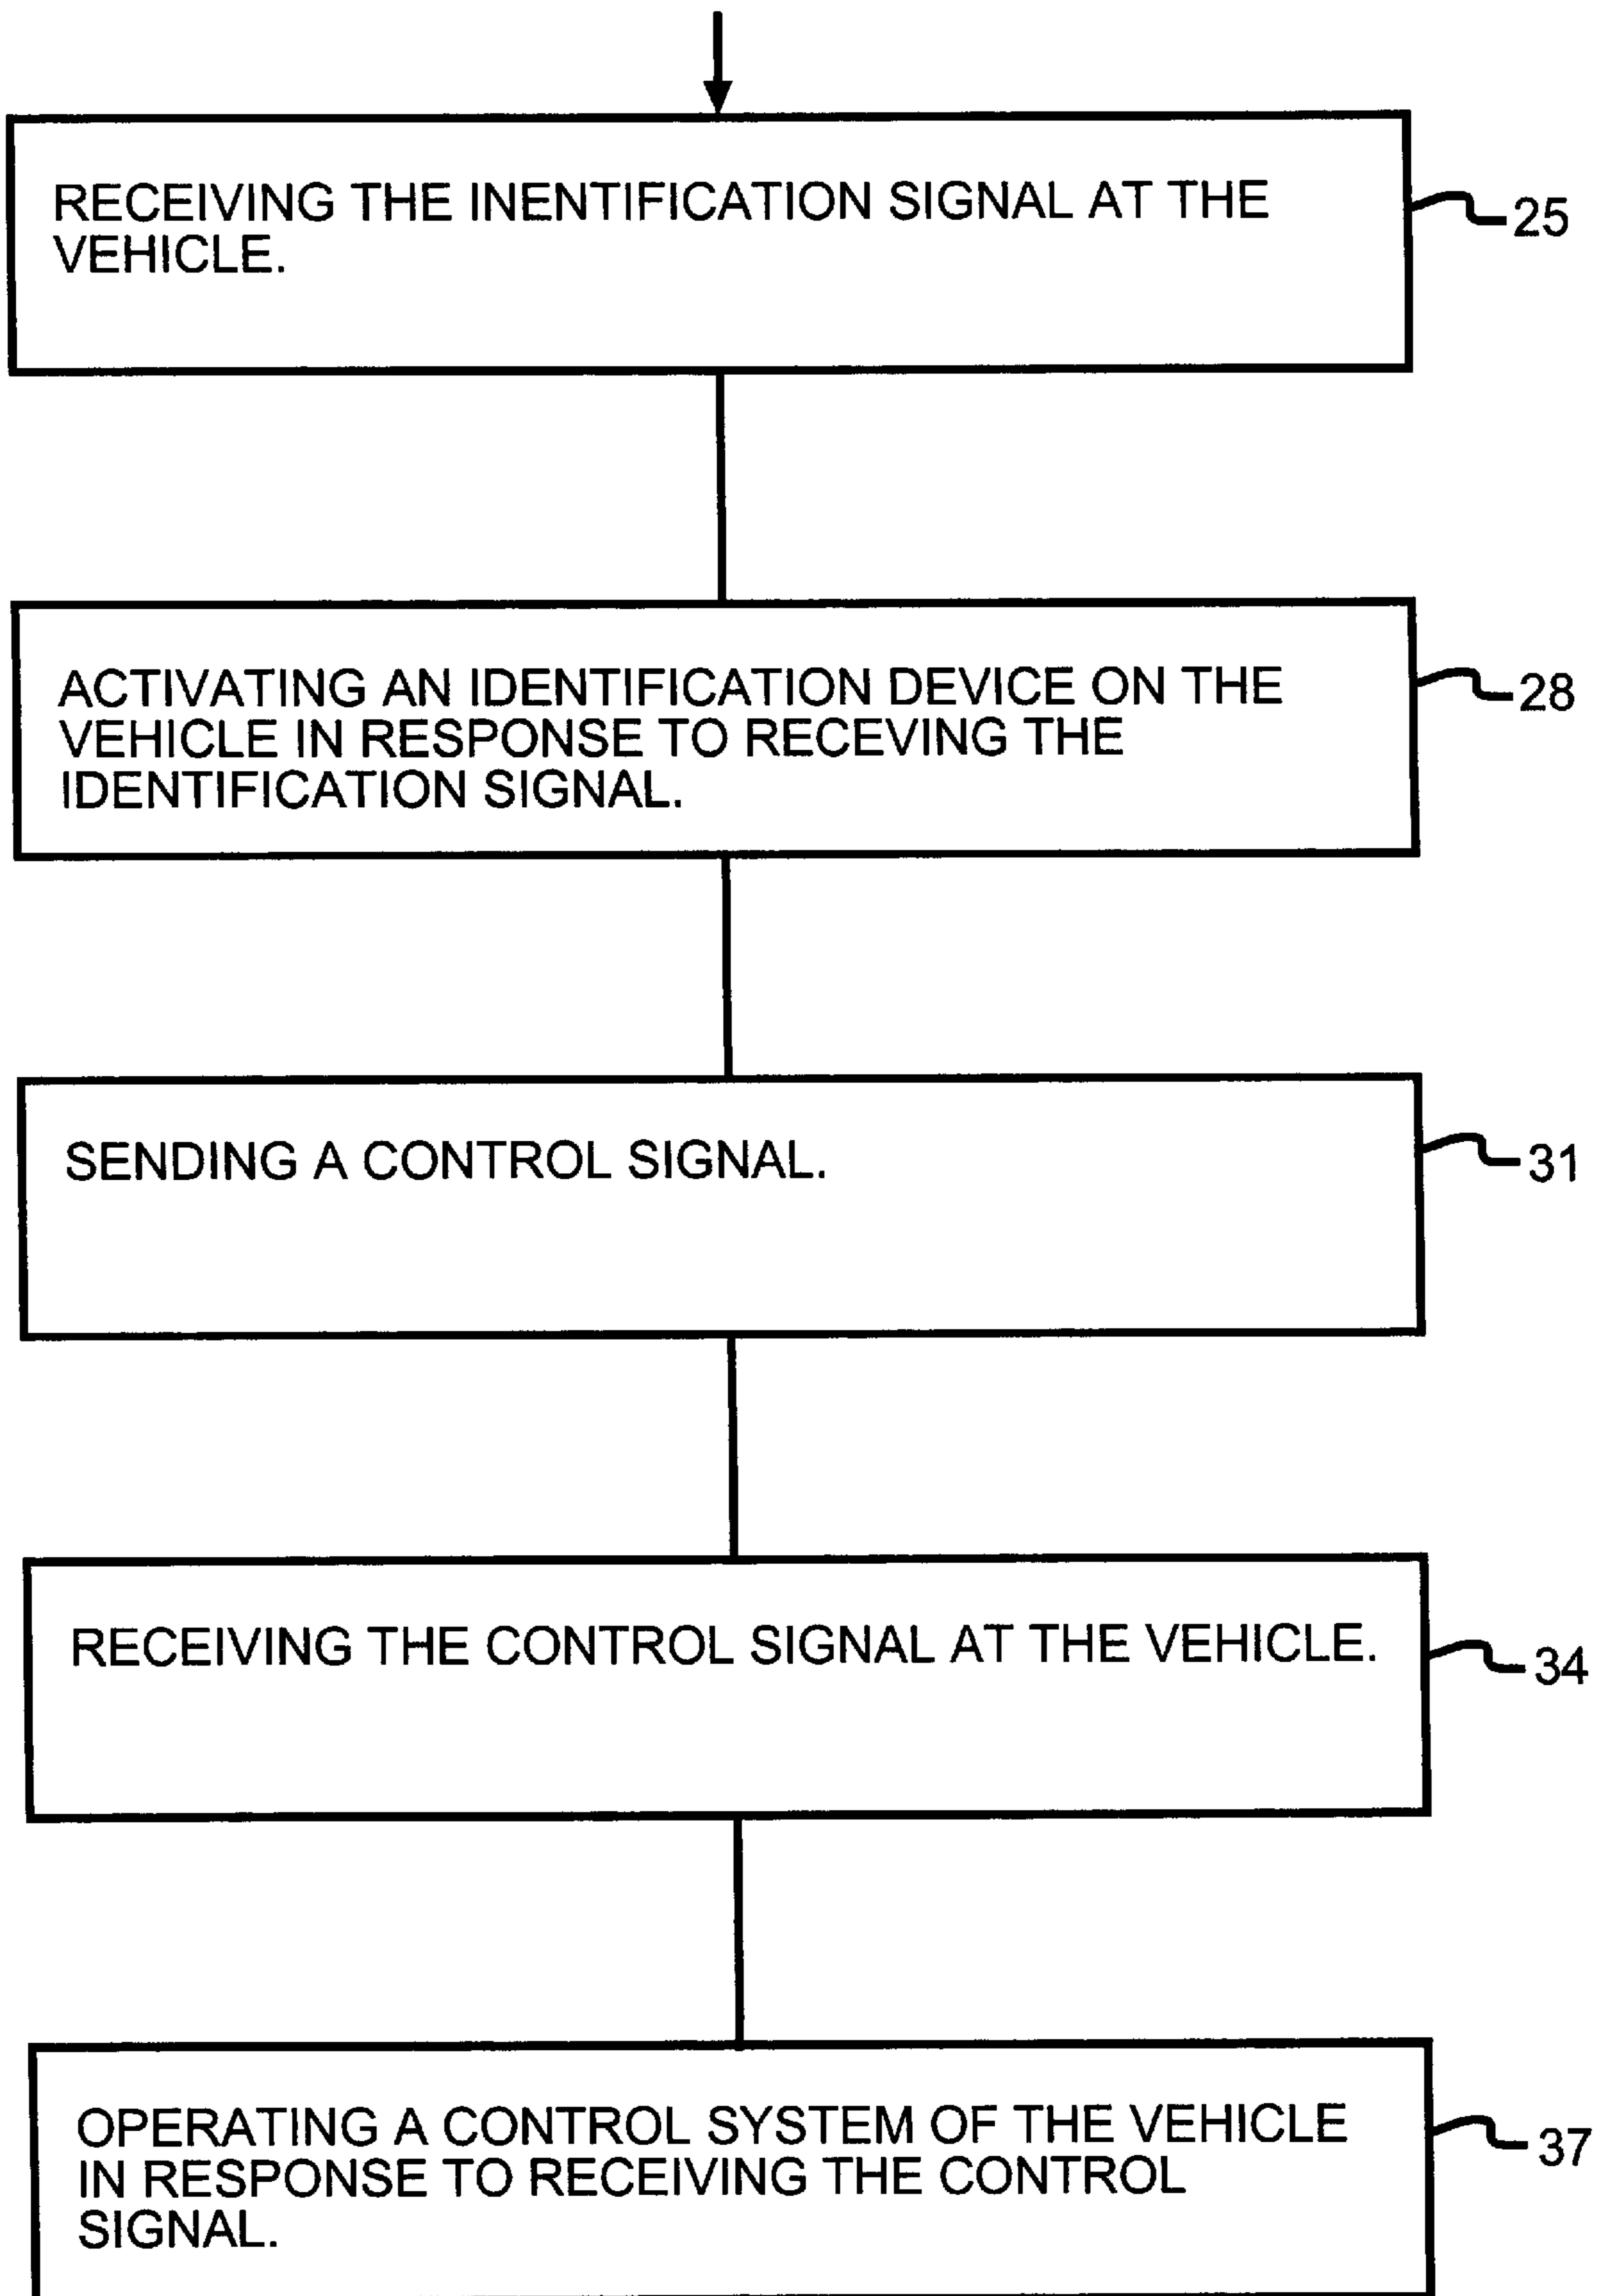 RECEIVING THE INENTIFICATION SIGNAL AT THE
VEHICLE.
25
ACTIVATING AN IDENTIFICATION DEVICE ON THE
VEHICLE IN RESPONSE TO RECEVING THE
IDENTIFICATION SIGNAL.
28
SENDING A CONTROL SIGNAL.
31
RECEIVING THE CONTROL SIGNAL AT THE VEHICLE.
34
OPERATING A CONTROL SYSTEM OF THE VEHICLE
IN RESPONSE TO RECEIVING THE CONTROL
SIGNAL.
37